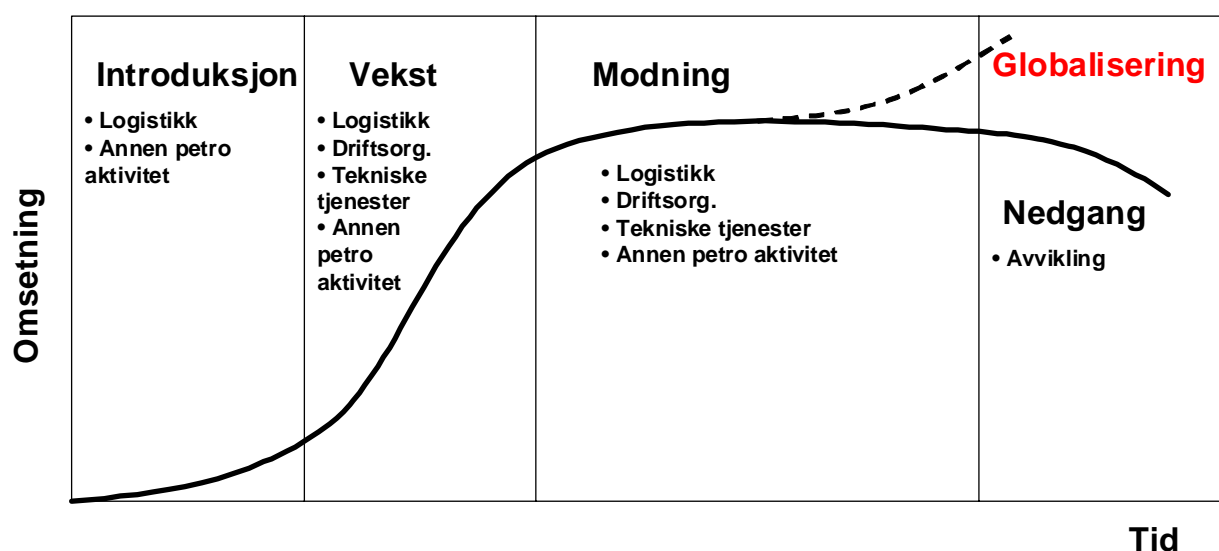 Introduksjon
• Logistikk
• Annen petro
aktivitet
Vekst
• Logistikk
• Driftsorg.
• Tekniske
tjenester
• Annen
petro
aktivitet
Modning
• Logistikk
• Driftsorg.
• Tekniske tjenester
• Annen petro aktivitet
Globalisering
Nedgang
• Avvikling
Omsetning
Tid